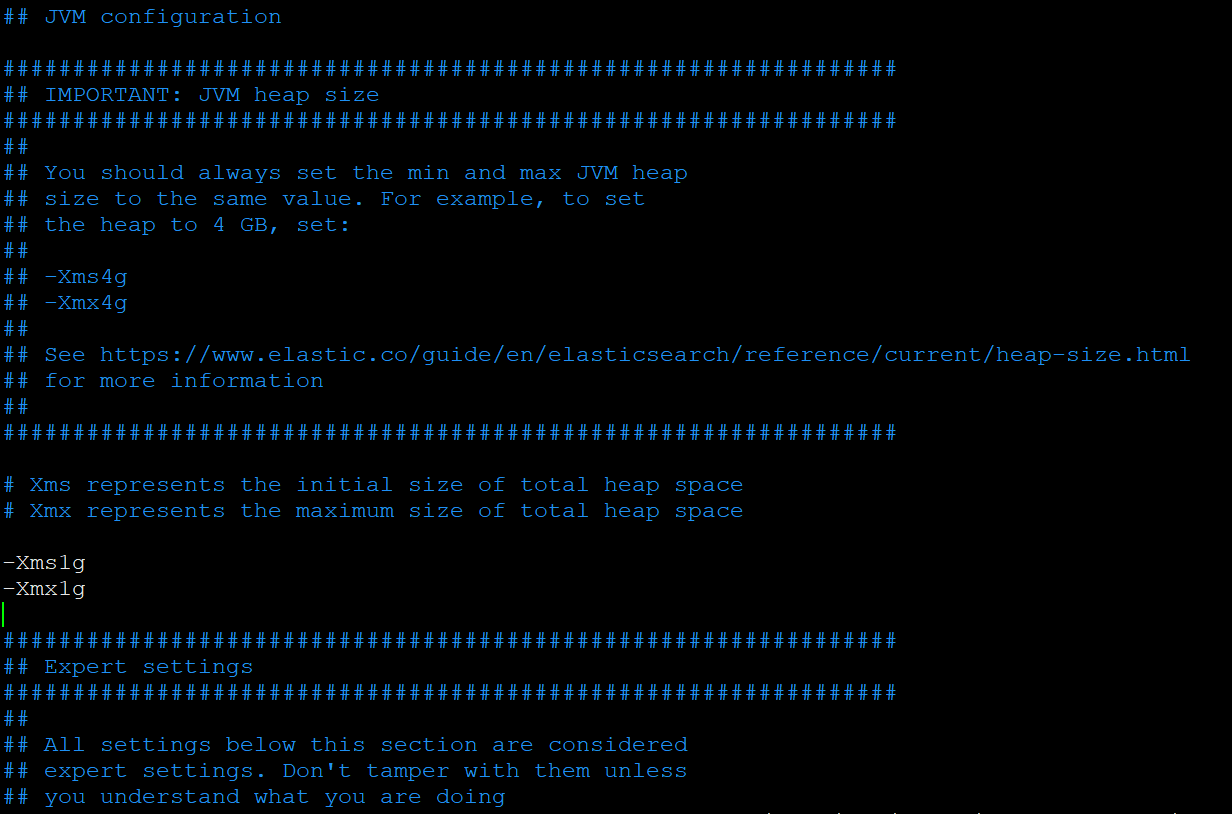 ## JVM configuration
################################################################
## IMPORTANT: JVM heap size
################################################################
##
## You should always set the min and max JVM heap
## size to the same value. For example, to set
## the heap to 4 GB, set:
##
## -Xms4g
## -Xmx4g
##
## See https://www.elastic.co/guide/en/elasticsearch/reference/current/heap-size.html
## for more information
##
################################################################
# Xms represents the initial size of total heap space
# Xmx represents the maximum size of total heap space
-Xms1g
-Xmx1g
################################################################
## Expert settings
################################################################
##
## All settings below this section are considered
## expert settings. Don't tamper with them unless
## you understand what you are doing